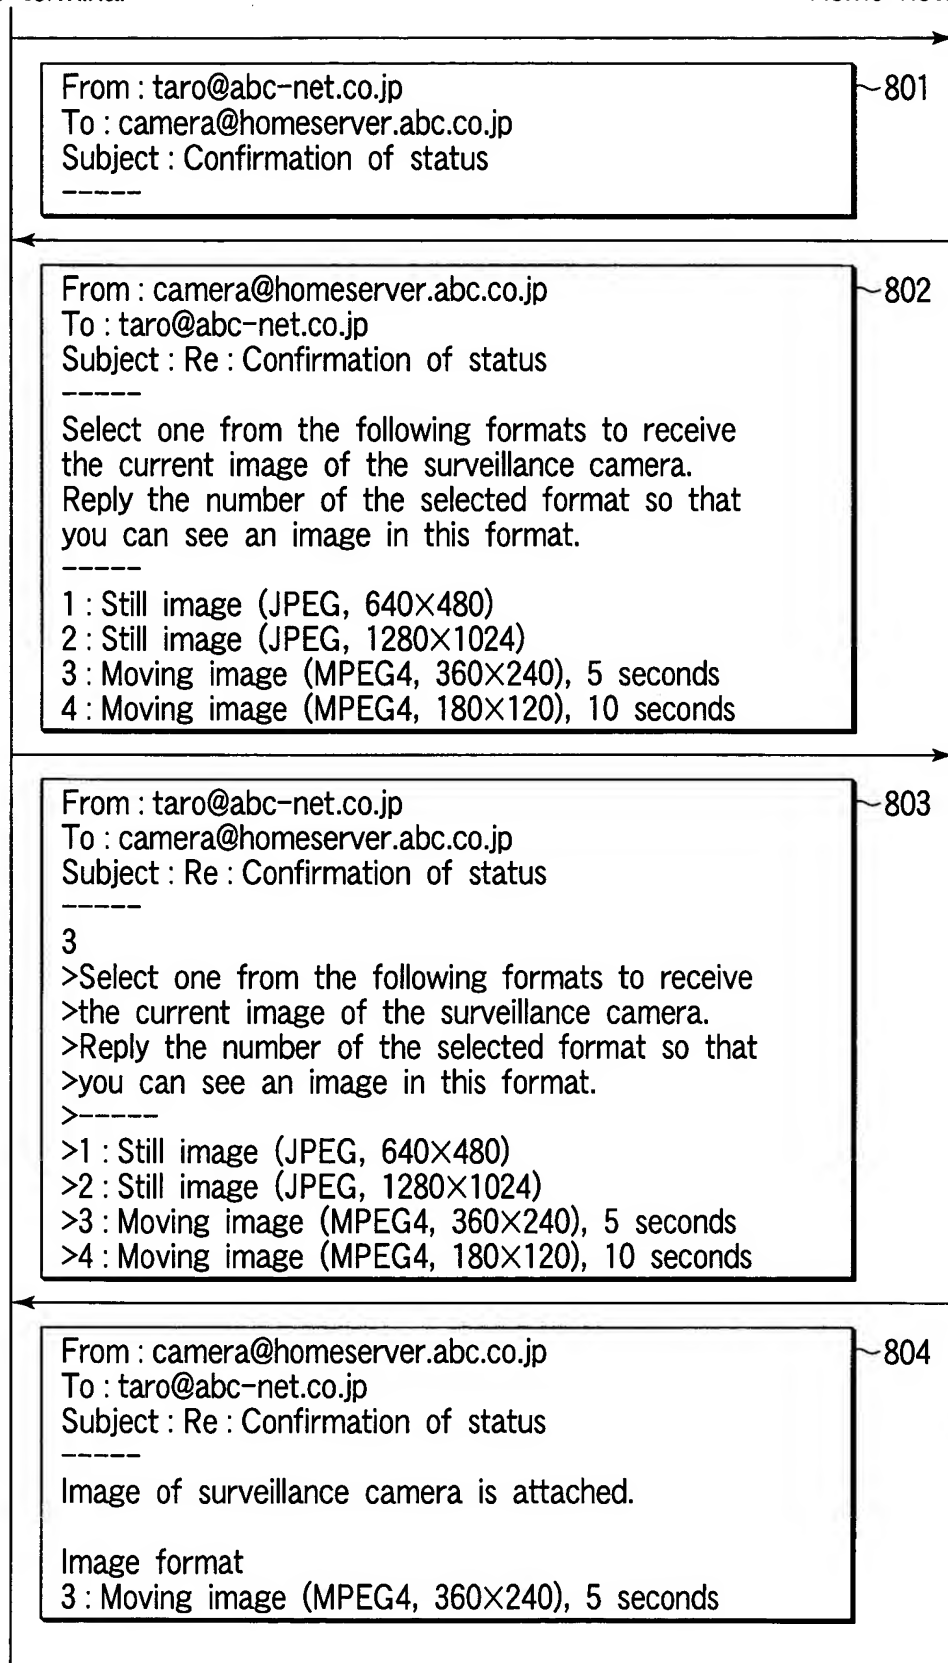 801
From : taro@abc-net.co.jp
To : camera@homeserver.abc.co.jp
Subject : Confirmation of status
-----
802
From : camera@homeserver.abc.co.jp
To : taro@abc-net.co.jp
Subject : Re : Confirmation of status
-----
Select one from the following formats to receive
the current image of the surveillance camera.
Reply the number of the selected format so that
you can see an image in this format.
-----
1 : Still image (JPEG, 640×480)
2 : Still image (JPEG, 1280×1024)
3 : Moving image (MPEG4, 360×240), 5 seconds
4 : Moving image (MPEG4, 180×120), 10 seconds
803
From : taro@abc-net.co.jp
To : camera@homeserver.abc.co.jp
Subject : Re : Confirmation of status
-----
3
>Select one from the following formats to receive
>the current image of the surveillance camera.
>Reply the number of the selected format so that
>you can see an image in this format.
>-----
>1 : Still image (JPEG, 640×480)
>2 : Still image (JPEG, 1280×1024)
>3 : Moving image (MPEG4, 360×240), 5 seconds
>4 : Moving image (MPEG4, 180×120), 10 seconds
804
From : camera@homeserver.abc.co.jp
To : taro@abc-net.co.jp
Subject : Re : Confirmation of status
-----
Image of surveillance camera is attached.
Image format
3 : Moving image (MPEG4, 360×240), 5 seconds